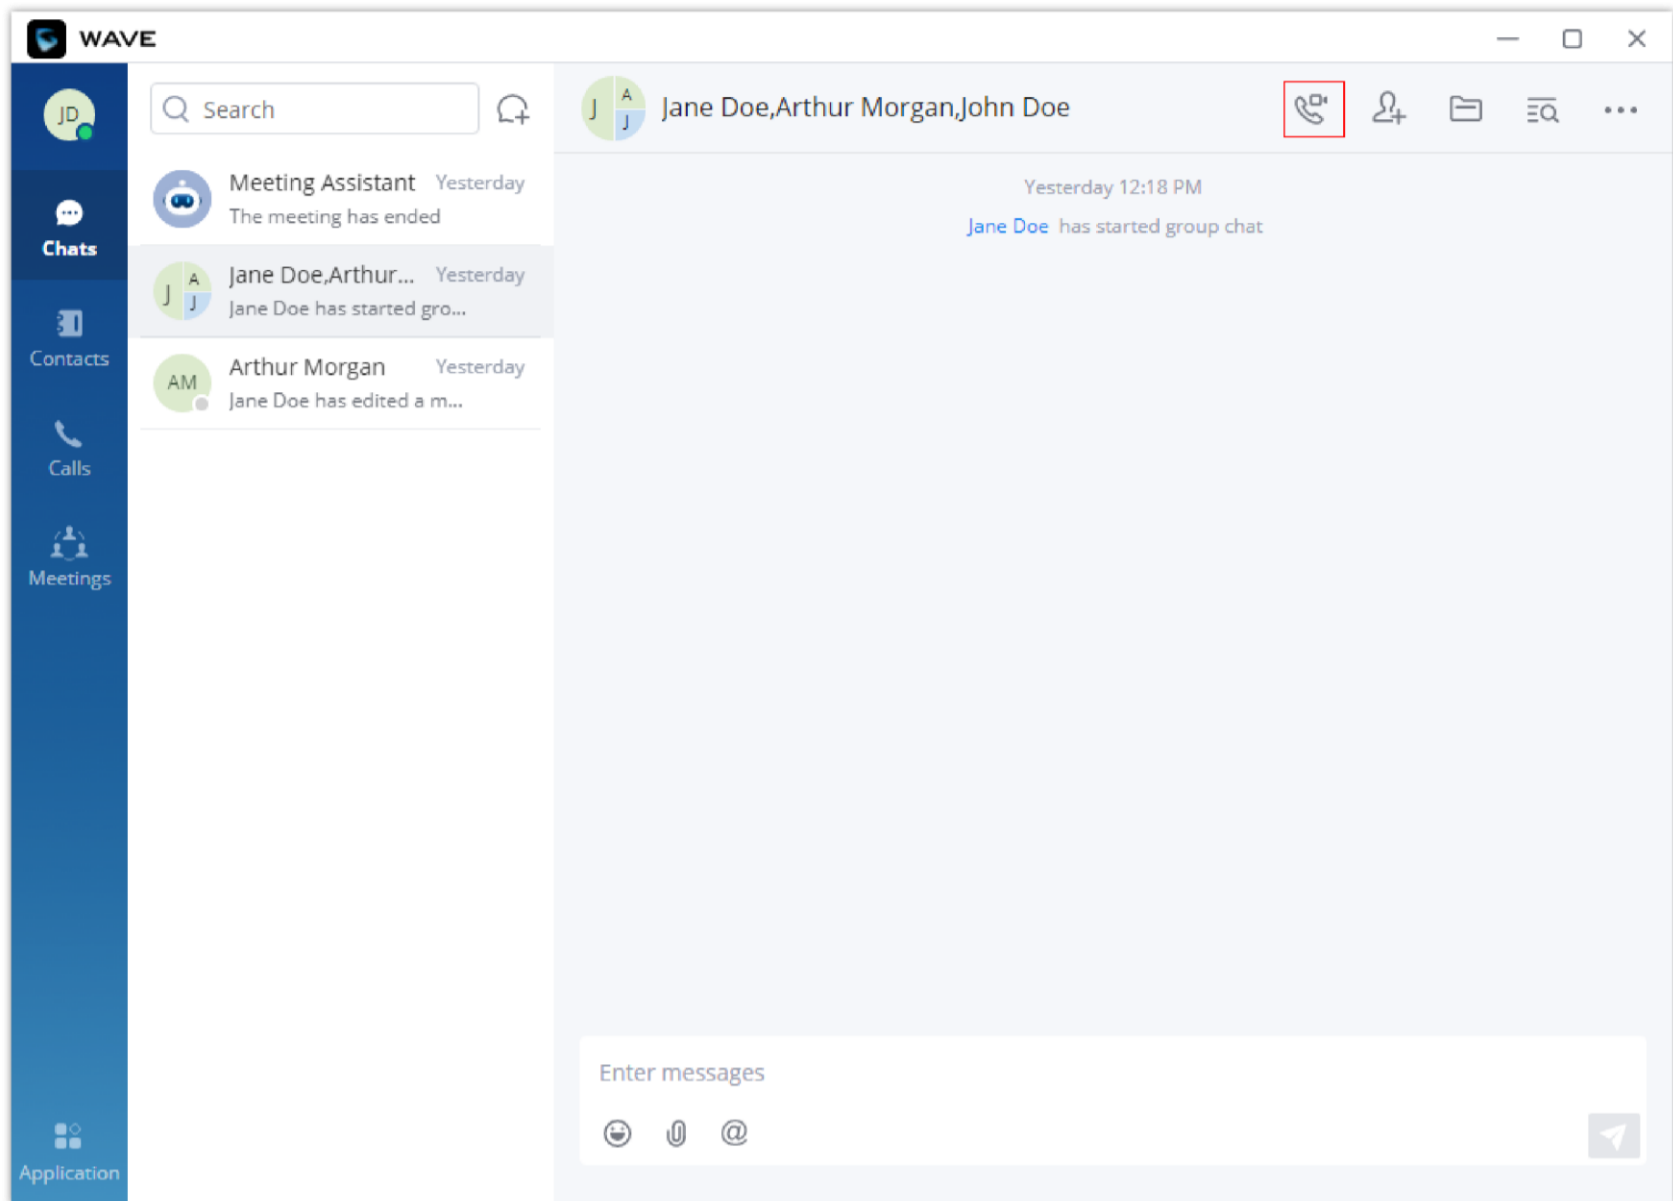 WAVE
JD
Chats
Contacts
Calls
Meetings
Application
Search
Meeting Assistant Yesterday
The meeting has ended
J A J
Jane Doe,Arthur... Yesterday
Jane Doe has started gro...
AM
Arthur Morgan Yesterday
Jane Doe has edited a m...
J A J
Jane Doe,Arthur Morgan,John Doe
Yesterday 12:18 PM
Jane Doe has started group chat
Enter messages
@